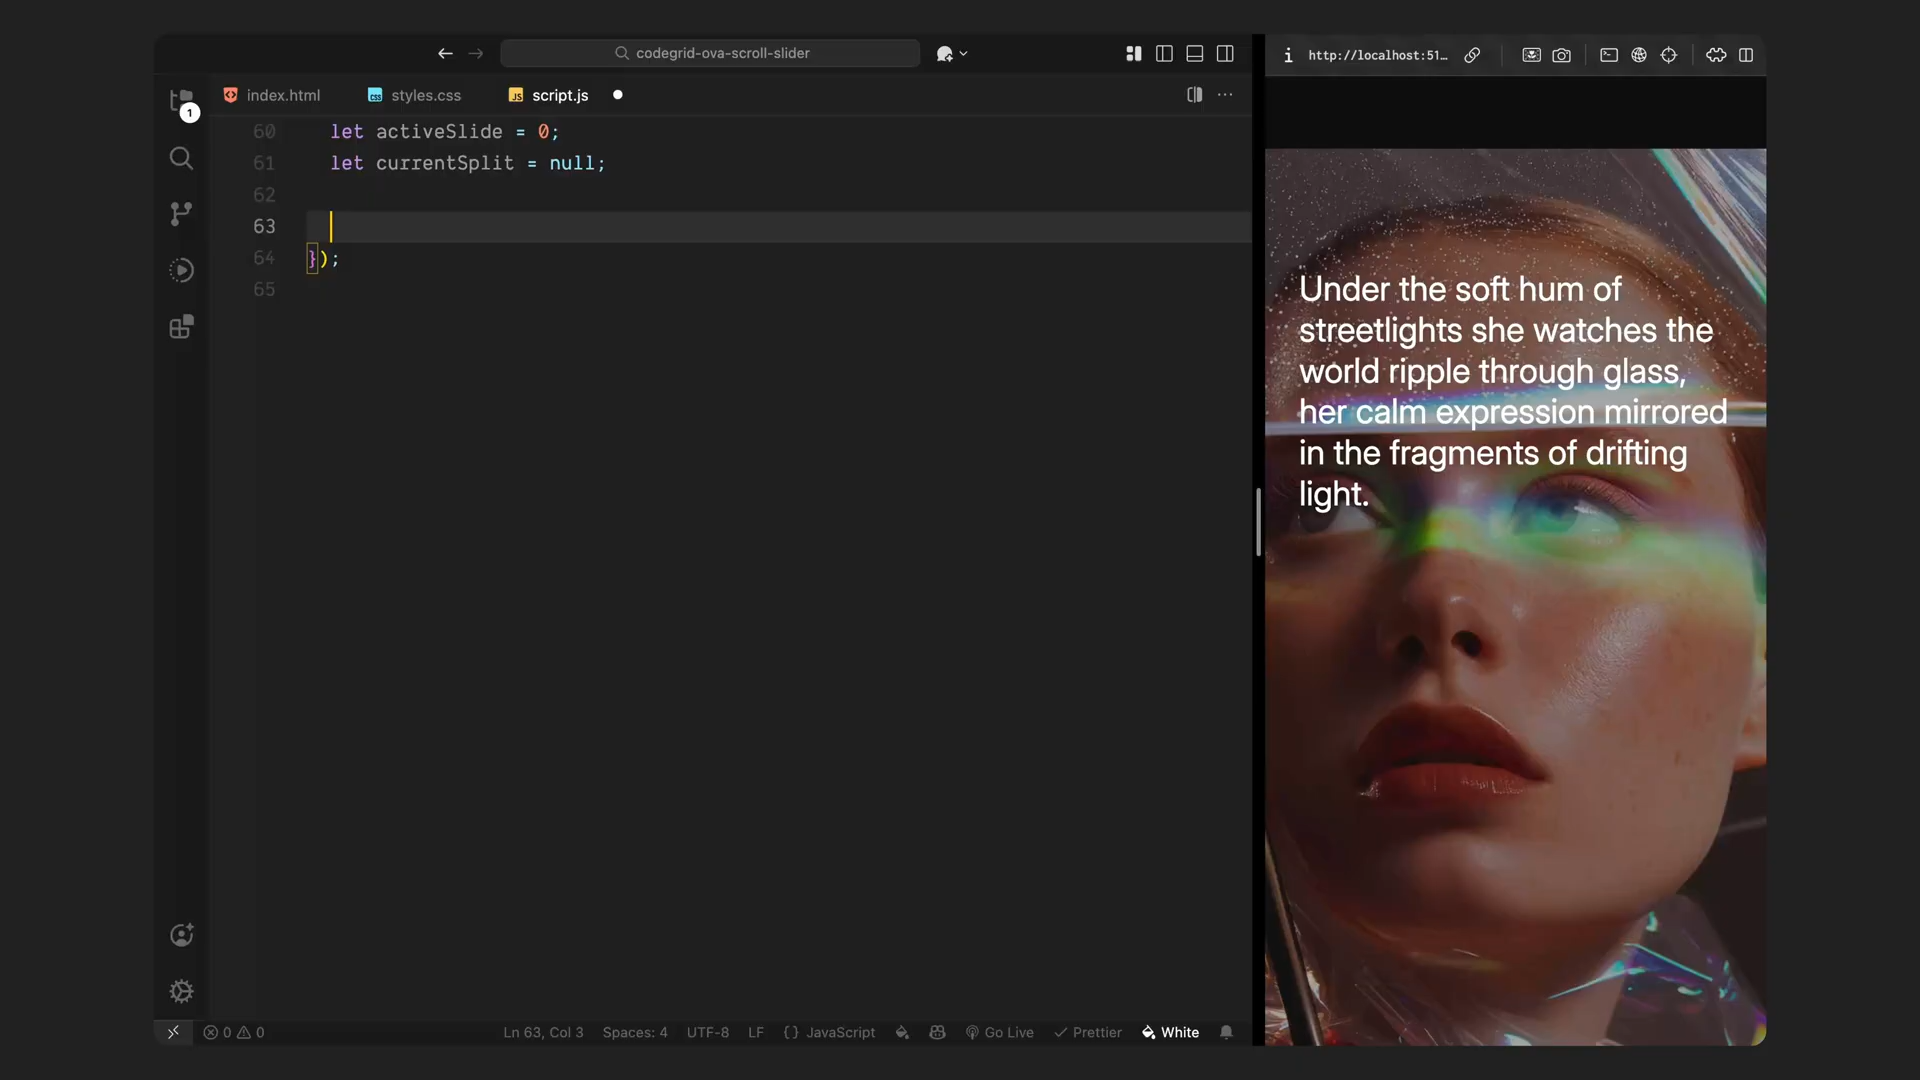 codegrid-ova-scroll-slider
http://localhost:51…
1
index.html
styles.css
JS
script.js
60 let activeSlide = 0;
61 let currentSplit = null;
62
63
64 });
65
Under the soft hum of
streetlights she watches the
world ripple through glass,
her calm expression mirrored
in the fragments of drifting
light.
0 0
Ln 63, Col 3
Spaces: 4
UTF-8
LF
{} JavaScript
Go Live
Prettier
White